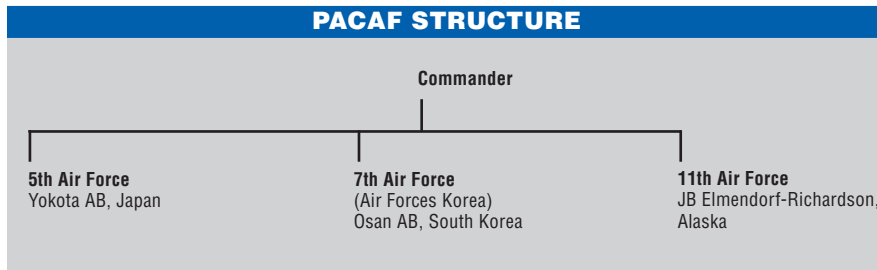 PACAF STRUCTURE
Commander
5th Air Force
Yokota AB, Japan
7th Air Force
(Air Forces Korea)
Osan AB, South Korea
11th Air Force
JB Elmendorf-Richardson,
Alaska